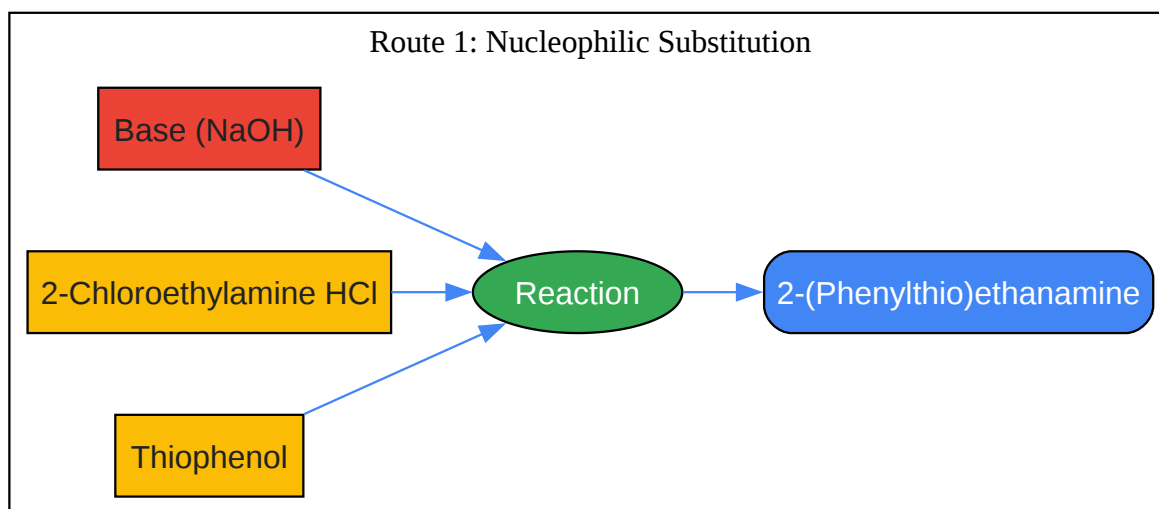 Route 1: Nucleophilic Substitution
Base (NaOH)
2-Chloroethylamine HCl
Reaction
2-(Phenylthio)ethanamine
Thiophenol